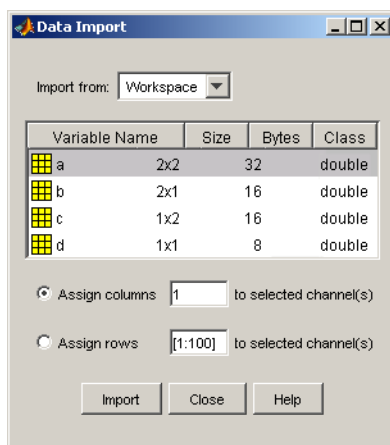 Data Import
Import from: Workspace
Variable Name Size Bytes Class
a 2x2 32 double
b 2x1 16 double
c 1x2 16 double
d 1x1 8 double
Assign columns 1 to selected channel(s)
Assign rows [1:100] to selected channel(s)
Import Close Help